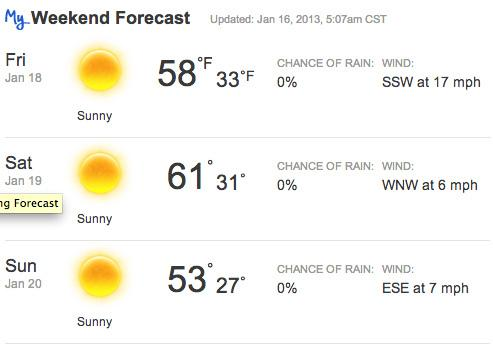 My Weekend Forecast Updated: Jan 16, 2013, 5:07am CST
Fri
Jan 18
58°F 33°F
CHANCE OF RAIN: WIND:
0% SSW at 17 mph
Sunny
Sat
Jan 19
61° 31°
CHANCE OF RAIN: WIND:
0% WNW at 6 mph
ng Forecast
Sunny
Sun
Jan 20
53° 27°
CHANCE OF RAIN: WIND:
0% ESE at 7 mph
Sunny